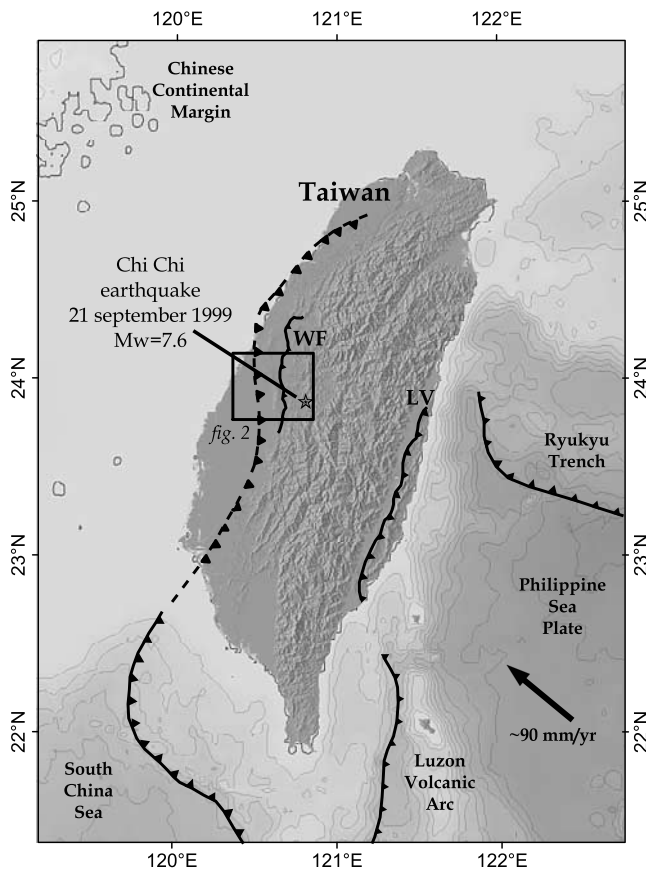 120°E
121°E
122°E
Chinese
Continental
Margin
25°N
25°N
Taiwan
Chi Chi
earthquake
21 september 1999
Mw=7.6
WF
24°N
24°N
LV
fig. 2
Ryukyu
Trench
23°N
23°N
Philippine
Sea
Plate
22°N
22°N
~90 mm/yr
South
China
Sea
Luzon
Volcanic
Arc
120°E
121°E
122°E